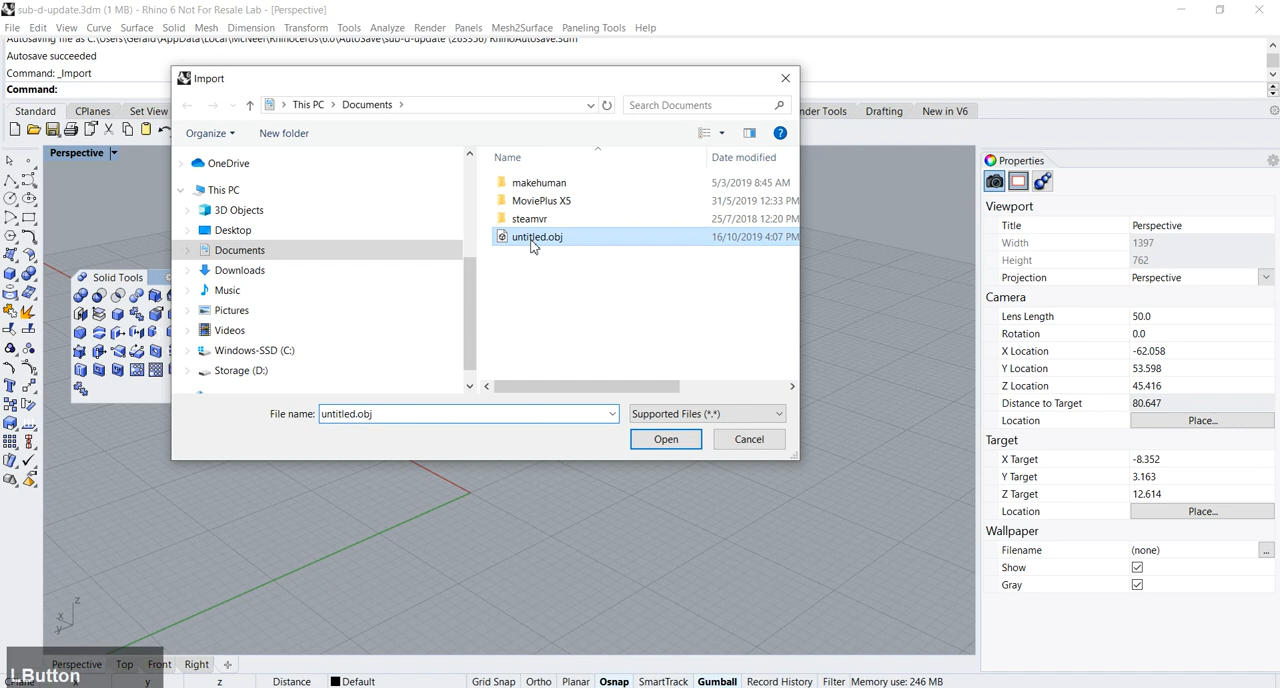 sub-d-update.3dm (1 MB) - Rhino 6 Not For Resale Lab - [Perspective]
File Edit View Curve Surface Solid Mesh Dimension Transform Tools Analyze Render Panels Mesh2Surface Paneling Tools Help
Autosave succeeded
Command: _Import
Command:
Standard CPlanes Set View nder Tools Drafting New in V6
Perspective
Import
This PC > Documents >
Search Documents
Organize New folder
OneDrive
This PC
3D Objects
Desktop
Documents
Downloads
Music
Pictures
Videos
Windows-SSD (C:)
Storage (D:)
Name Date modified
makehuman 5/3/2019 8:45 AM
MoviePlus X5 31/5/2019 12:33 PM
steamvr 25/7/2018 12:20 PM
untitled.obj 16/10/2019 4:07 PM
File name: untitled.obj
Supported Files (*.*)
Open Cancel
Solid Tools
Properties
Viewport
Title Perspective
Width 1397
Height 762
Projection Perspective
Camera
Lens Length 50.0
Rotation 0.0
X Location -62.058
Y Location 53.598
Z Location 45.416
Distance to Target 80.647
Location Place...
Target
X Target -8.352
Y Target 3.163
Z Target 12.614
Location Place...
Wallpaper
Filename (none) ...
Show
Gray
z
x
y
Perspective Top Front Right
LButton
CPlane x y z Distance Default Grid Snap Ortho Planar Osnap SmartTrack Gumball Record History Filter Memory use: 246 MB